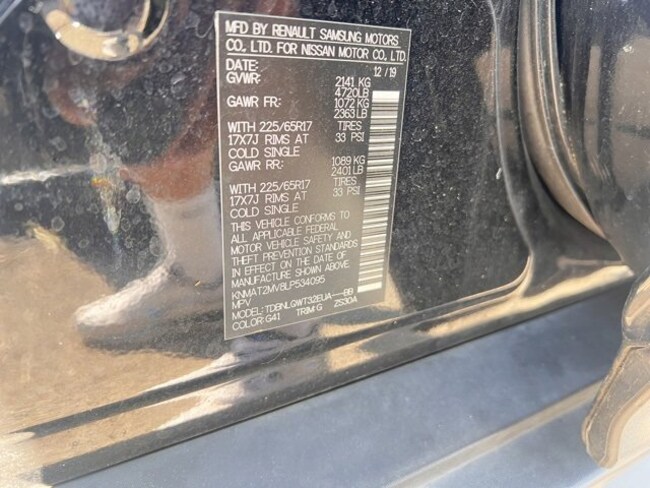 MFD BY RENAULT SAMSUNG MOTORS
CO., LTD. FOR NISSAN MOTOR CO., LTD.
DATE: 12/19
GVWR: 2141 KG
4720LB
GAWR FR: 1072 KG
2363 LB
WITH 225/65R17 TIRES
17X7J RIMS AT 33 PSI
COLD SINGLE
GAWR RR: 1089 KG
2401 LB
WITH 225/65R17 TIRES
17X7J RIMS AT 33 PSI
COLD SINGLE
THIS VEHICLE CONFORMS TO
ALL APPLICABLE FEDERAL
MOTOR VEHICLE SAFETY AND
THEFT PREVENTION STANDARDS
IN EFFECT ON THE DATE OF
MANUFACTURE SHOWN ABOVE
KNMAT2MV8LP534095
MPV
MODEL: TDBNLGWT32EUA---BB
COLOR: G41 TRIM: G ZS30A